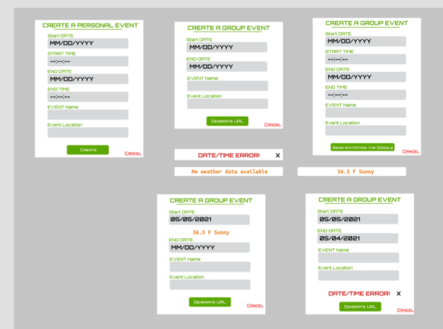 CREATE A PERSONAL EVENT
Start DATE
MM/DD/YYYY
START TIME
--:--:--
END DATE
MM/DD/YYYY
END TIME
--:--:--
EVENT Name
Event Location
Create
Cancel
CREATE A GROUP EVENT
Start DATE
MM/DD/YYYY
END DATE
MM/DD/YYYY
EVENT Name
Event Location
Generate URL
Cancel
CREATE A GROUP EVENT
Start DATE
MM/DD/YYYY
START TIME
--:--:--
END DATE
MM/DD/YYYY
END TIME
--:--:--
EVENT Name
Event Location
Send invitation via Google
Cancel
DATE/TIME ERROR! X
No weather data available
56.5 F Sunny
CREATE A GROUP EVENT
Start DATE
05/05/2021
56.5 F Sunny
END DATE
MM/DD/YYYY
EVENT Name
Event Location
Generate URL
Cancel
CREATE A GROUP EVENT
Start DATE
05/05/2021
END DATE
05/04/2021
EVENT Name
Event Location
DATE/TIME ERROR! X
Generate URL
Cancel